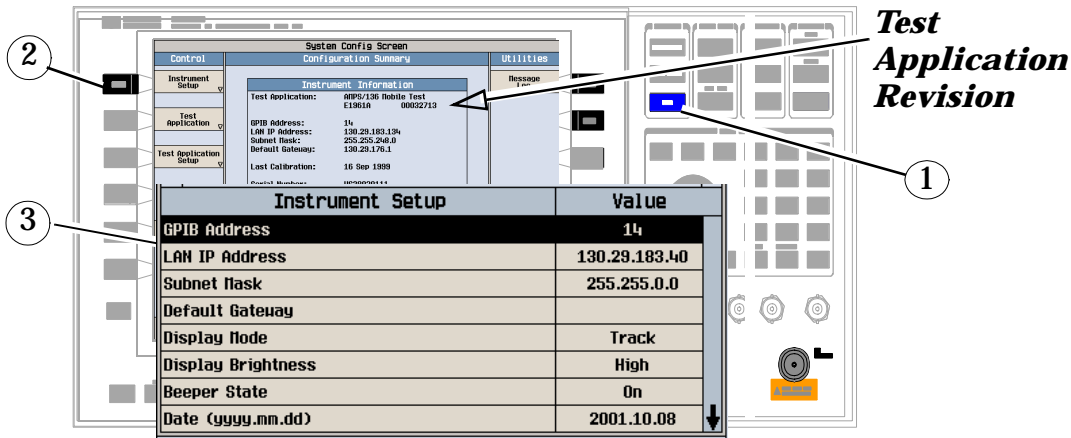 Test
Application
Revision
2
System Config Screen
Control
Configuration Summary
Utilities
Instrument
Setup
Instrument Information
Message
Test Application: AMPS/136 Mobile Test
E1961A 00032713
Test
Application
GPIB Address: 14
LAN IP Address: 130.29.183.134
Subnet Mask: 255.255.248.0
Default Gateway: 130.29.176.1
Test Application
Setup
Last Calibration: 16 Sep 1999
1
3
Instrument Setup Value
GPIB Address 14
LAN IP Address 130.29.183.40
Subnet Mask 255.255.0.0
Default Gateway
Display Mode Track
Display Brightness High
Beeper State On
Date (yyyy.mm.dd) 2001.10.08